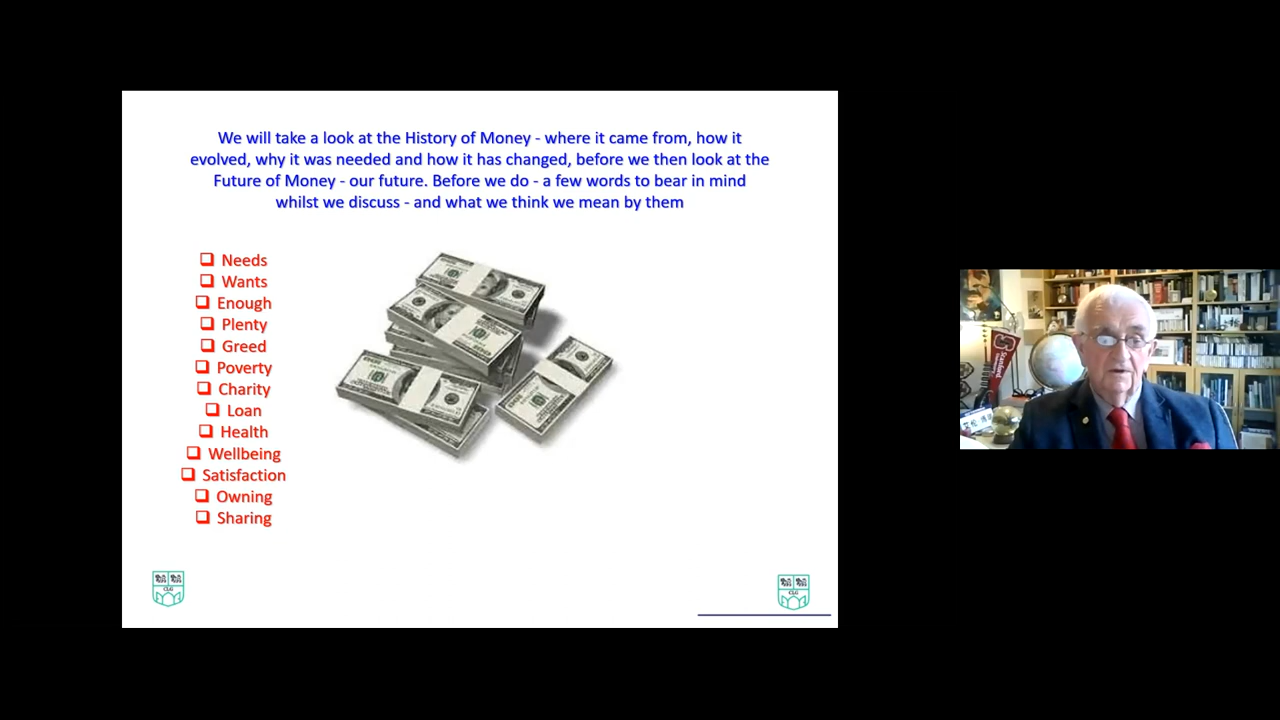 We will take a look at the History of Money - where it came from, how it
evolved, why it was needed and how it has changed, before we then look at the
Future of Money - our future. Before we do - a few words to bear in mind
whilst we discuss - and what we think we mean by them
Needs
Wants
Enough
Plenty
Greed
Poverty
Charity
Loan
Health
Wellbeing
Satisfaction
Owning
Sharing
CLG
CLG
Stanford